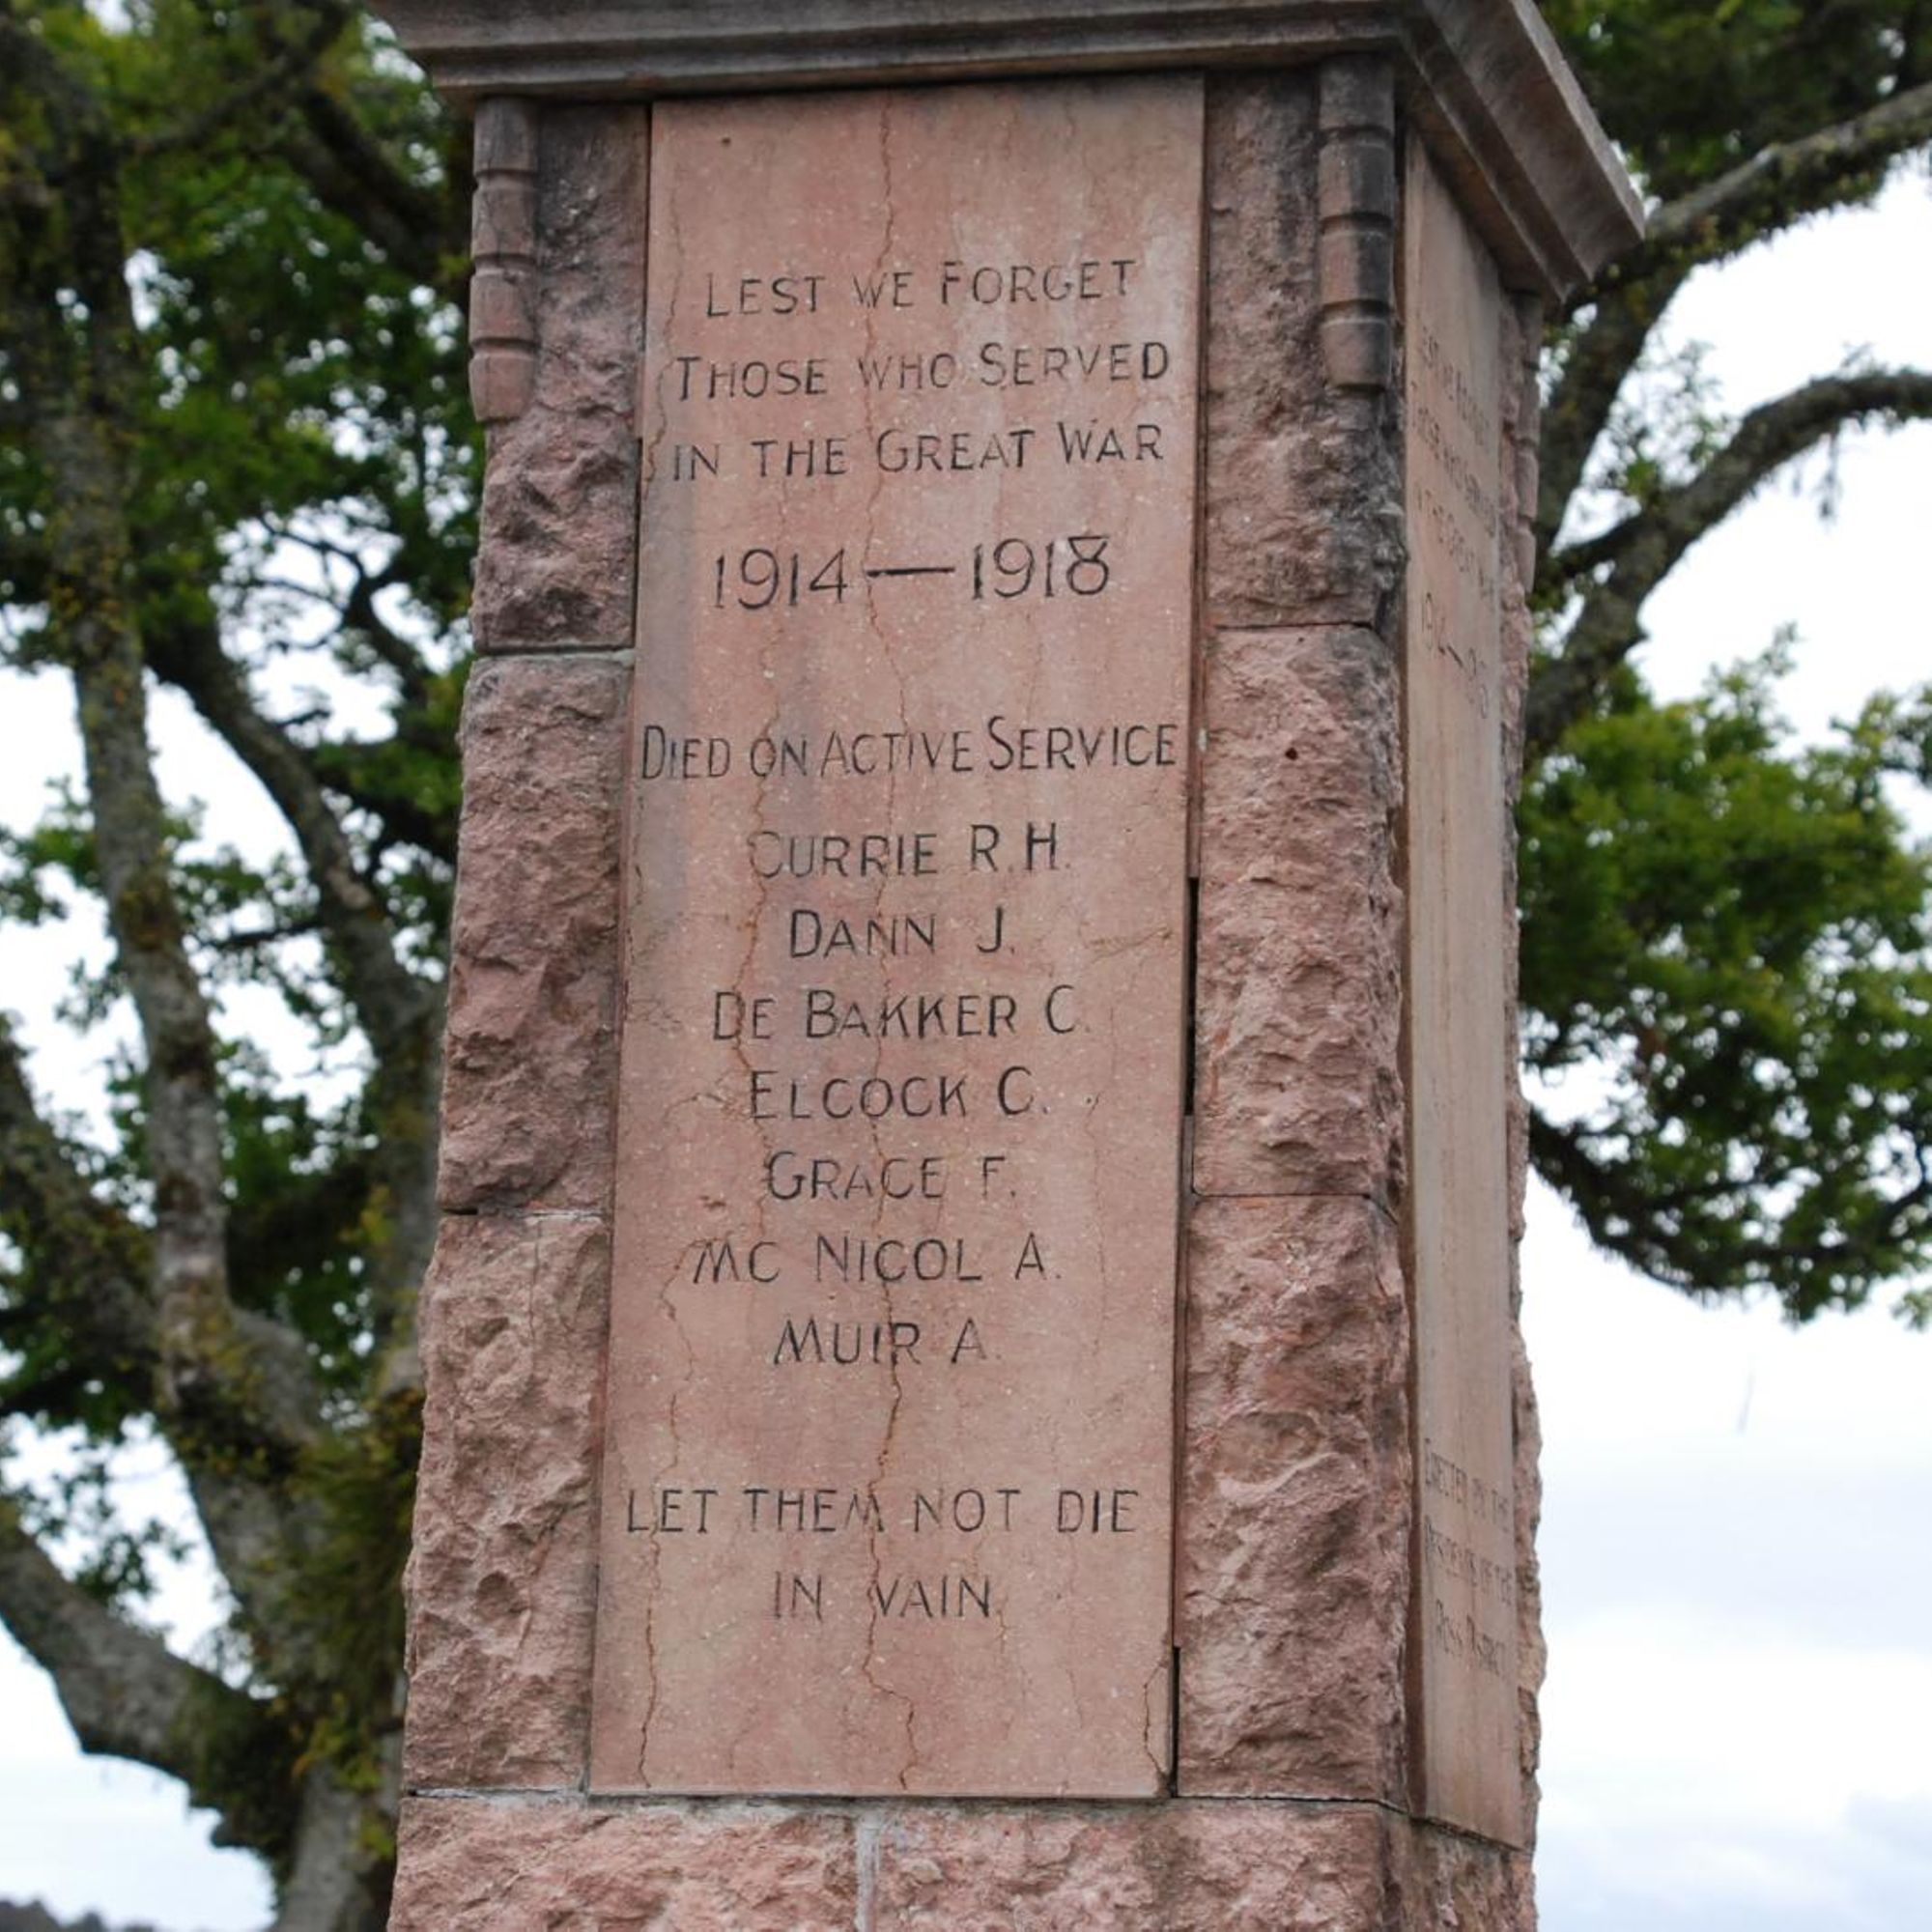 LEST WE FORGET
THOSE WHO SERVED
IN THE GREAT WAR
1914—1918
DIED ON ACTIVE SERVICE
CURRIE R.H.
DANN J.
DE BAKKER C.
ELCOCK C.
GRACE F.
MC NICOL A.
MUIR A.
LET THEM NOT DIE
IN VAIN